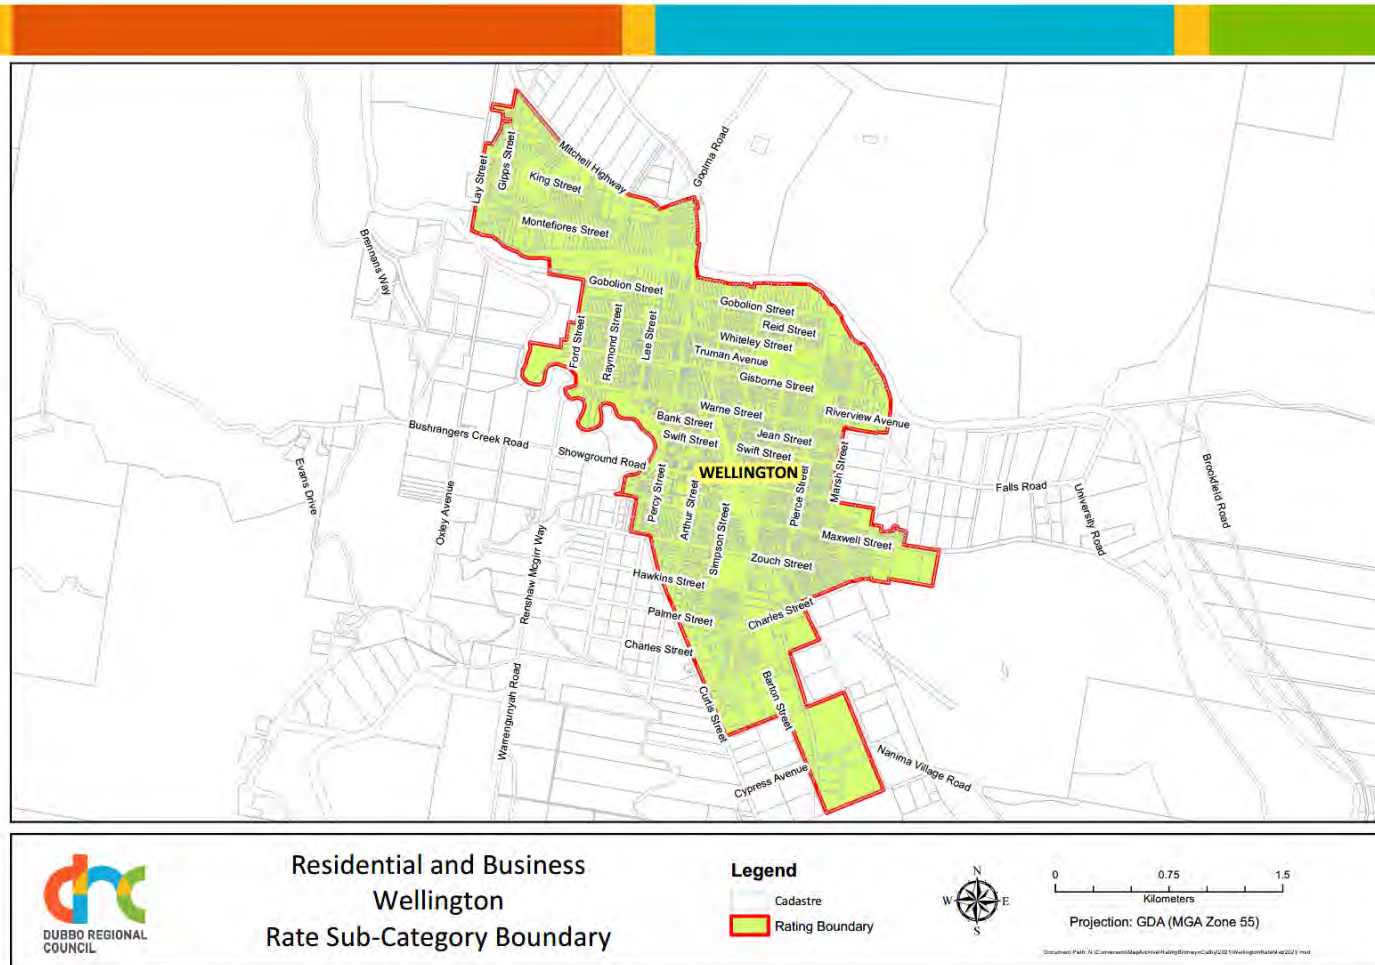 Goolma Road
Mitchell Highway
Gipps Street
Lay Street
King Street
Montefiores Street
Brennans Way
Gobolion Street
Gobolion Street
Reid Street
Whiteley Street
Truman Avenue
Gisborne Street
Ford Street
Raymond Street
Lee Street
Warne Street
Riverview Avenue
Bank Street
Jean Street
Swift Street
Swift Street
Bushrangers Creek Road
Showground Road
WELLINGTON
Marsh Street
Pierce Street
Percy Street
Arthur Street
Simpson Street
Evans Drive
Oxley Avenue
Renshaw Mcgirr Way
Falls Road
University Road
Brookfield Road
Maxwell Street
Zouch Street
Hawkins Street
Palmer Street
Charles Street
Charles Street
Warrengunyah Road
Curtis Street
Barton Street
Cypress Avenue
Nanima Village Road
DUBBO REGIONAL
COUNCIL
Residential and Business
Wellington
Rate Sub-Category Boundary
Legend
Cadastre
Rating Boundary
N
W
E
S
0 0.75 1.5
Kilometers
Projection: GDA (MGA Zone 55)